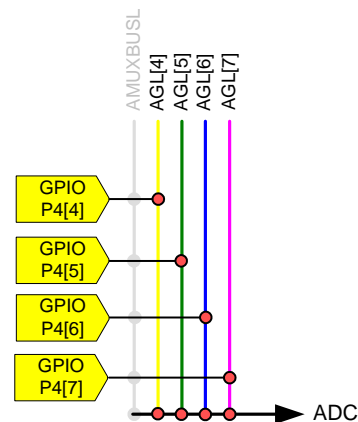 AMUXBUSL
AGL[4]
AGL[5]
AGL[6]
AGL[7]
GPIO
P4[4]
GPIO
P4[5]
GPIO
P4[6]
GPIO
P4[7]
ADC